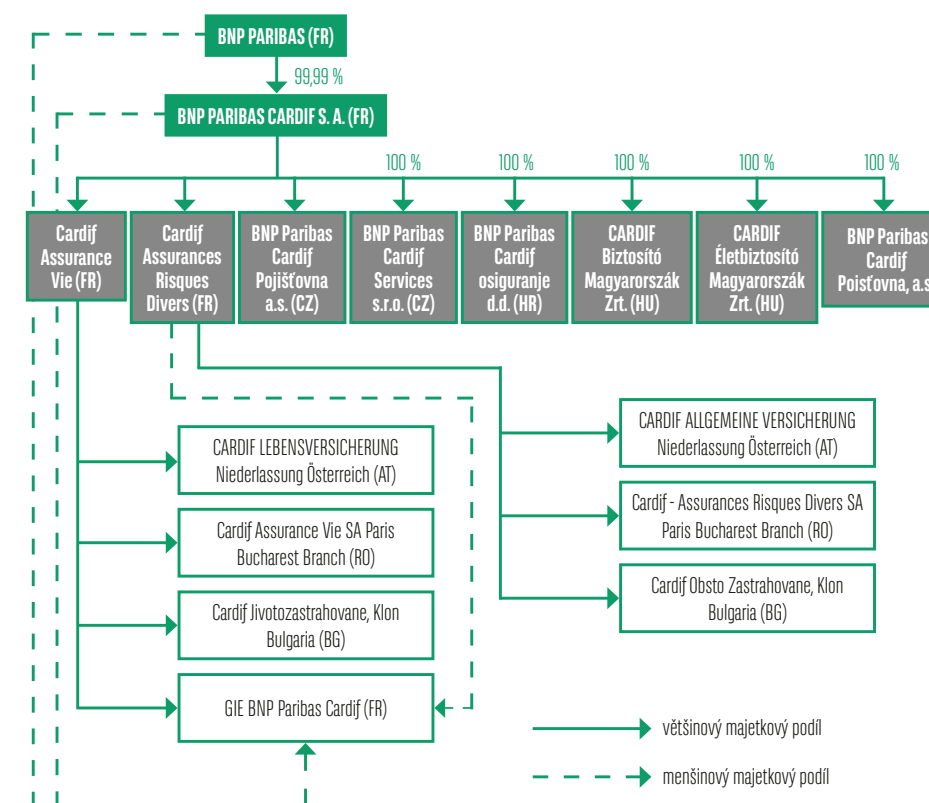 BNP PARIBAS (FR)
99,99 %
BNP PARIBAS CARDIF S. A. (FR)
100 %
100 %
100 %
100 %
100 %
Cardif
Assurance
Vie (FR)
Cardif
Assurances
Risques
Divers (FR)
BNP Paribas
Cardif
Pojišťovna
a.s. (CZ)
BNP Paribas
Cardif
Services
s.r.o. (CZ)
BNP Paribas
Cardif
osiguranje
d.d. (HR)
CARDIF
Biztosító
Magyarorszák
Zrt. (HU)
CARDIF
Életbiztosító
Magyarorszák
Zrt. (HU)
BNP Paribas
Cardif
Poisťovna, a.s
CARDIF LEBENSVERSICHERUNG
Niederlassung Österreich (AT)
Cardif Assurance Vie SA Paris
Bucharest Branch (RO)
Cardif Jivotozastrahovane, Klon
Bulgaria (BG)
GIE BNP Paribas Cardif (FR)
CARDIF ALLGEMEINE VERSICHERUNG
Niederlassung Österreich (AT)
Cardif - Assurances Risques Divers SA
Paris Bucharest Branch (RO)
Cardif Obsto Zastrahovane, Klon
Bulgaria (BG)
většinový majetkový podíl
menšinový majetkový podíl